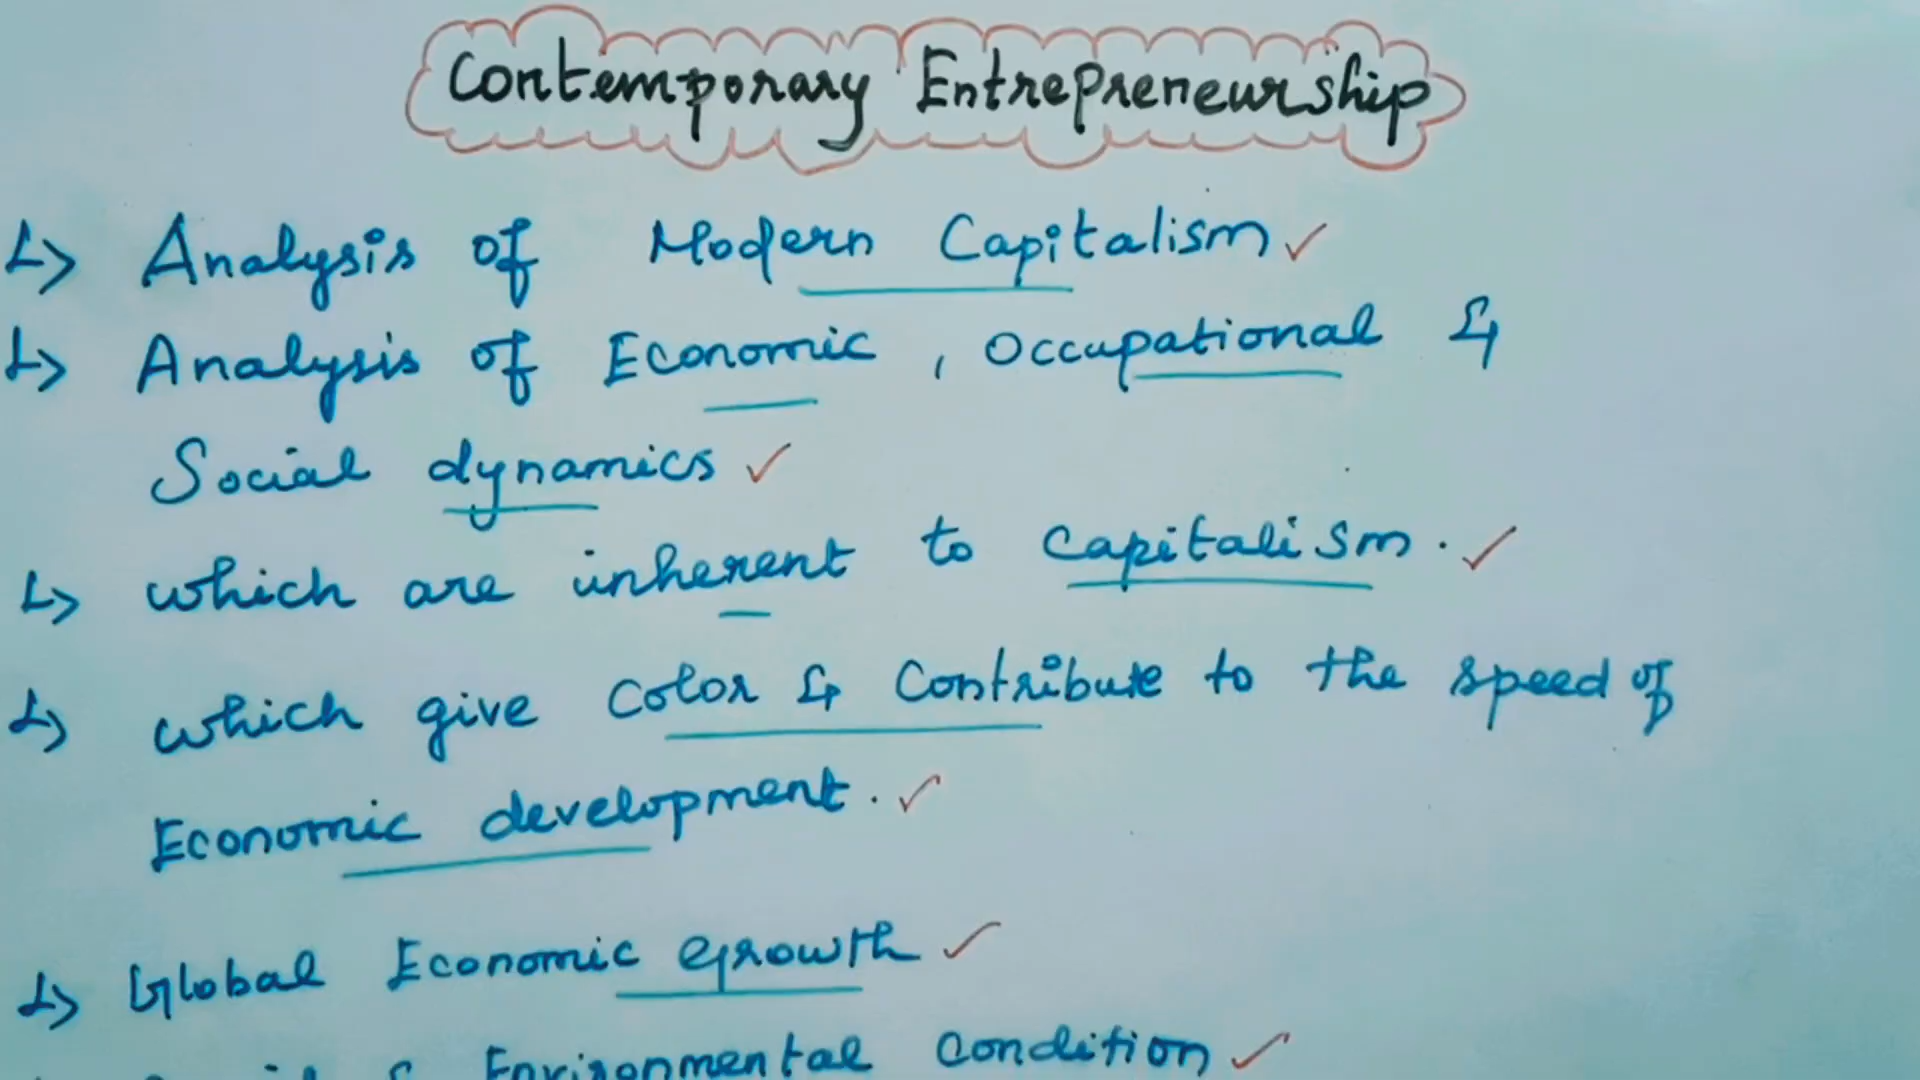 Contemporary Entrepreneurship
Analysis of Modern Capitalism
Analysis of Economic, Occupational &
Social dynamics
which are inherent to capitalism.
which give color & Contribute to the speed of
Economic development.
Global Economic growth
& Environmental Condition